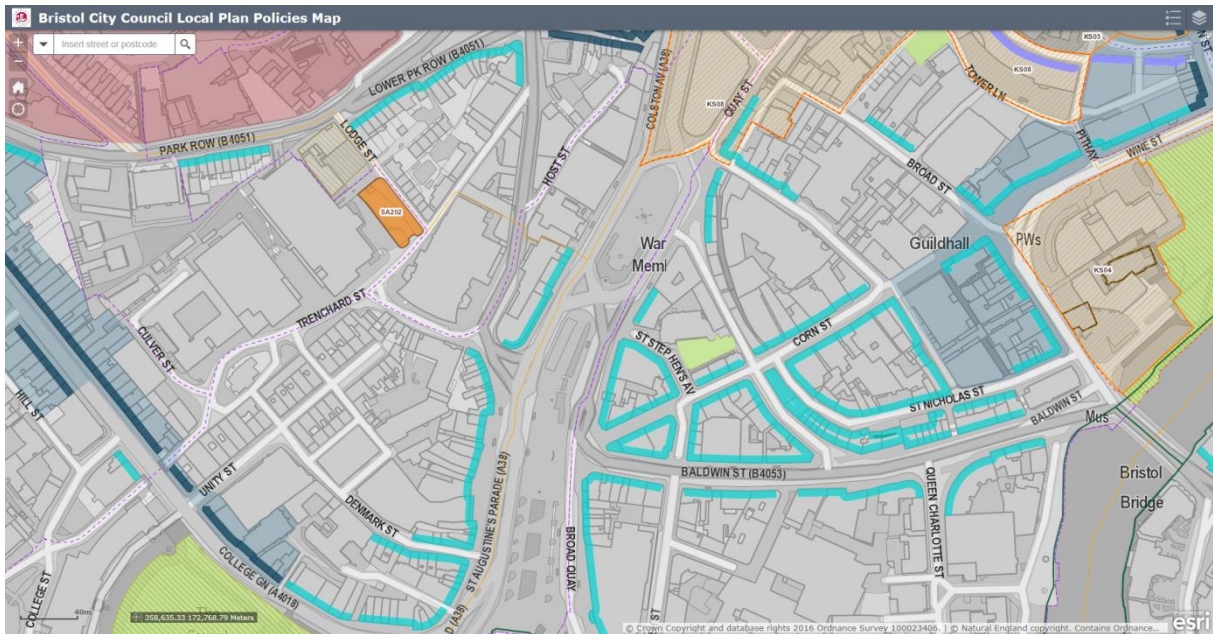 Bristol City Council Local Plan Policies Map
Insert street or postcode
LOWER PK ROW (B4051)
PARK ROW (B4051)
LODGE ST
SA202
HOST ST
COLSTON AV (A38)
KS08
QUAY ST
TOWER LN
KS03
KS08
PITHAY
WINE ST
BROAD ST
Guildhall
PWs
KS04
War
Meml
TRENCHARD ST
CULVER ST
HILL ST
UNITY ST
DENMARK ST
COLLEGE GN (A4018)
COLLEGE ST
ST AUGUSTINE'S PARADE (A38)
D (A38)
BROAD QUAY
ST STEPHEN'S AV
CORN ST
ST NICHOLAS ST
BALDWIN ST
BALDWIN ST (B4053)
QUEEN CHARLOTTE ST
Mus
Bristol
Bridge
The
40m
358,635.33 172,768.79 Meters
© Crown Copyright and database rights 2016 Ordnance Survey 100023406. | © Natural England copyright. Contains Ordnance...
esri